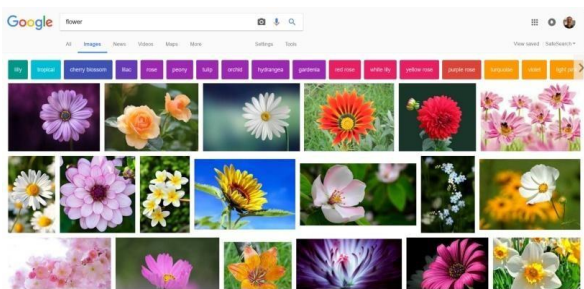 Google flower
All Images News Videos Maps More Settings Tools View saved SafeSearch
lily tropical cherry blossom lilac rose peony tulip orchid hydrangea gardenia red rose white lily yellow rose purple rose turquoise violet